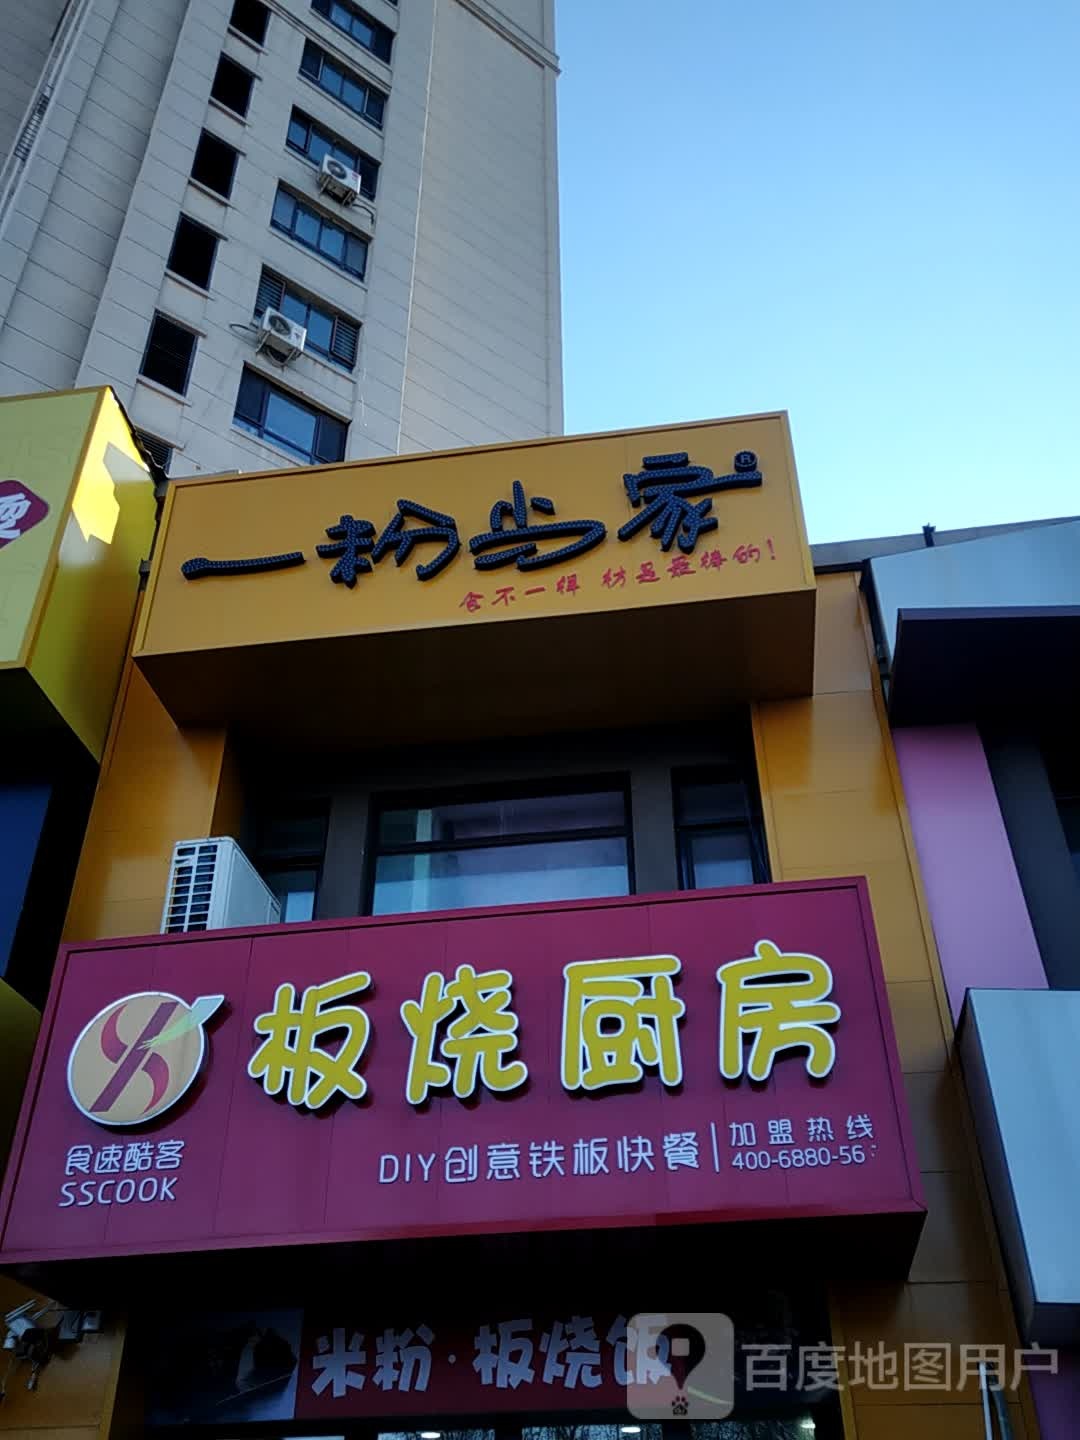 一粉步家®
食不一样 粉是最棒的!
板烧厨房
食速酷客
SSCOOK
DIY创意铁板快餐
加盟热线
400-6880-56
米粉·板烧饭
百度地图用户